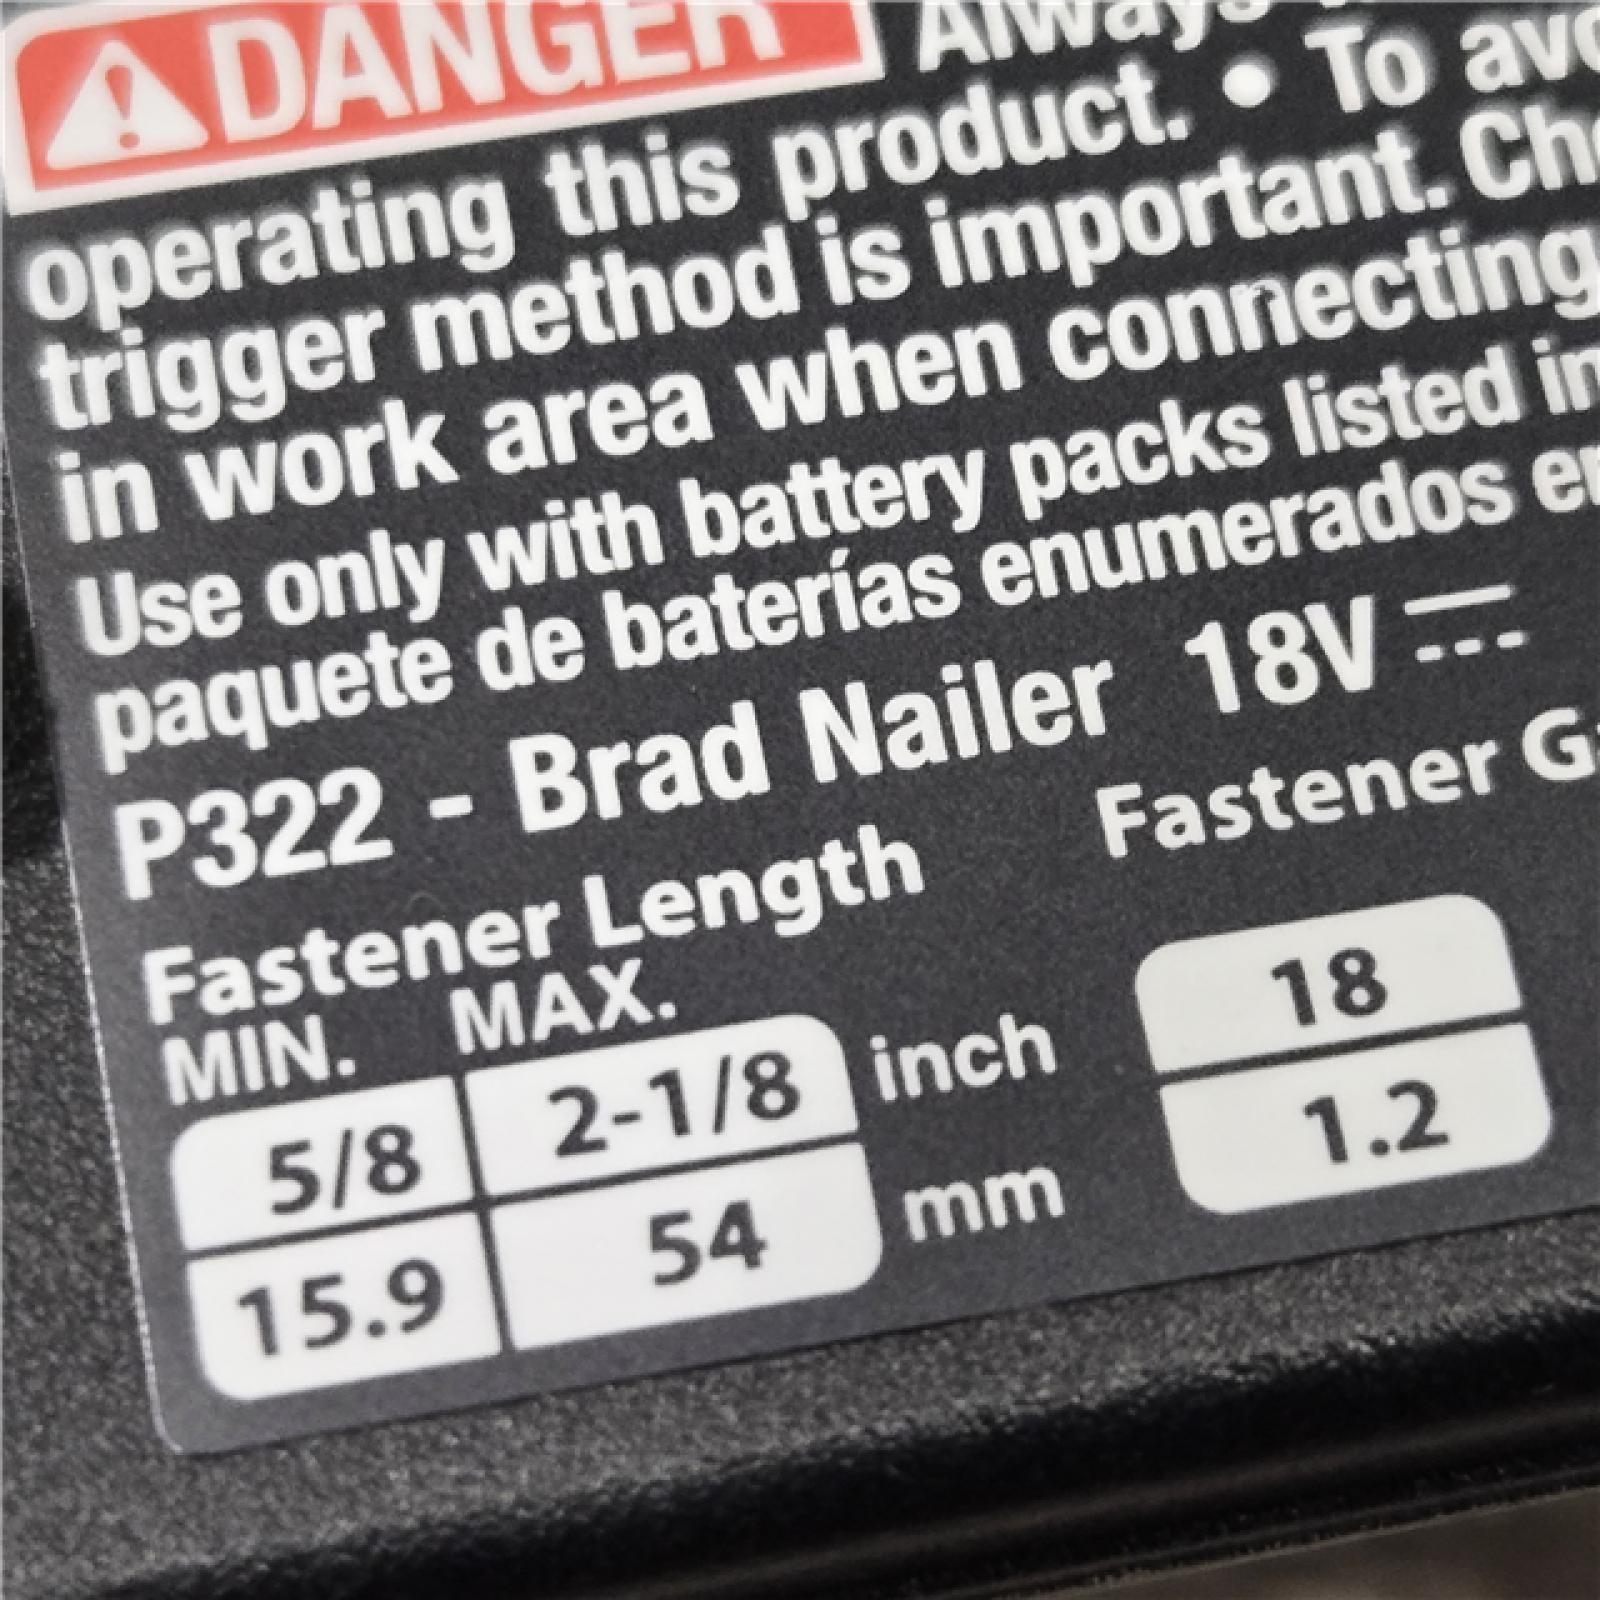 DANGER Always
operating this product. • To
trigger method is important.
in work area when connecting
Use only with battery packs listed in
paquete de baterías enumerados
P322 - Brad Nailer 18V
Fastener Length Fastener
MIN. MAX.
5/8 2-1/8 inch 18
15.9 54 mm 1.2